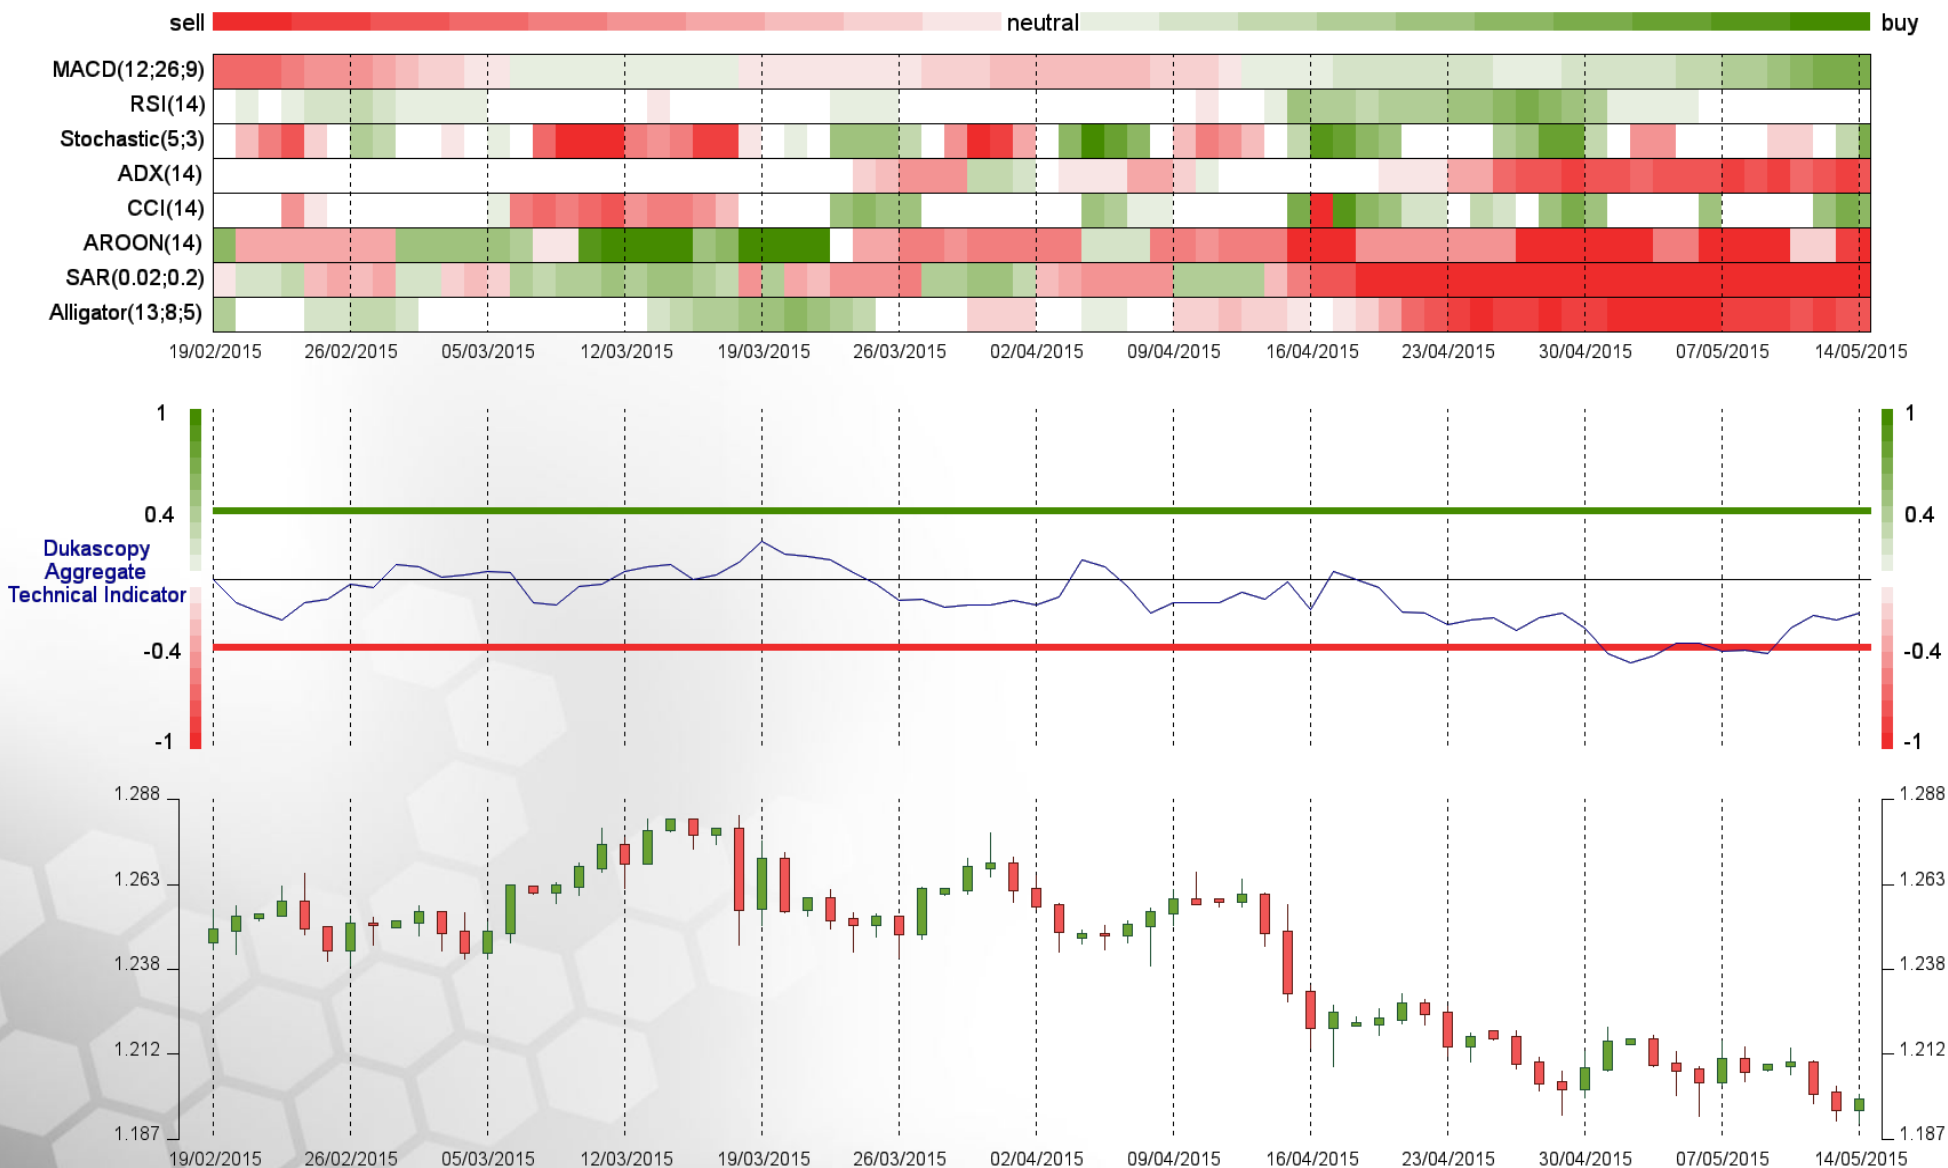 sell neutral buy
MACD(12;26;9)
RSI(14)
Stochastic(5;3)
ADX(14)
CCI(14)
AROON(14)
SAR(0.02;0.2)
Alligator(13;8;5)
19/02/2015 26/02/2015 05/03/2015 12/03/2015 19/03/2015 26/03/2015 02/04/2015 09/04/2015 16/04/2015 23/04/2015 30/04/2015 07/05/2015 14/05/2015
1 1
0.4 0.4
Dukascopy
Aggregate
Technical Indicator
-0.4 -0.4
-1 -1
1.288 1.288
1.263 1.263
1.238 1.238
1.212 1.212
1.187 1.187
19/02/2015 26/02/2015 05/03/2015 12/03/2015 19/03/2015 26/03/2015 02/04/2015 09/04/2015 16/04/2015 23/04/2015 30/04/2015 07/05/2015 14/05/2015